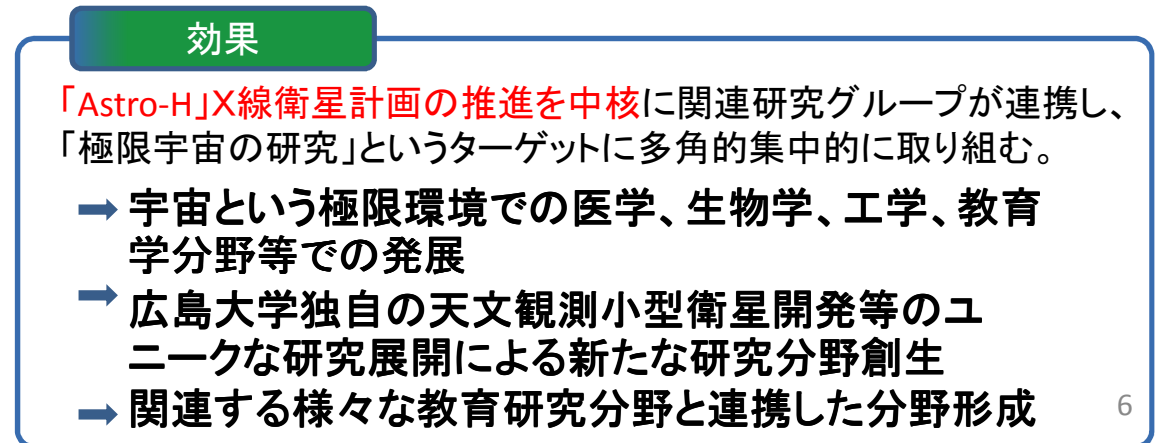 効果
「Astro-H」X線衛星計画の推進を中核に関連研究グループが連携し、
「極限宇宙の研究」というターゲットに多角的集中的に取り組む。
➡ 宇宙という極限環境での医学、生物学、工学、教育
学分野等での発展
➡ 広島大学独自の天文観測小型衛星開発等のユ
ニークな研究展開による新たな研究分野創生
➡ 関連する様々な教育研究分野と連携した分野形成
6